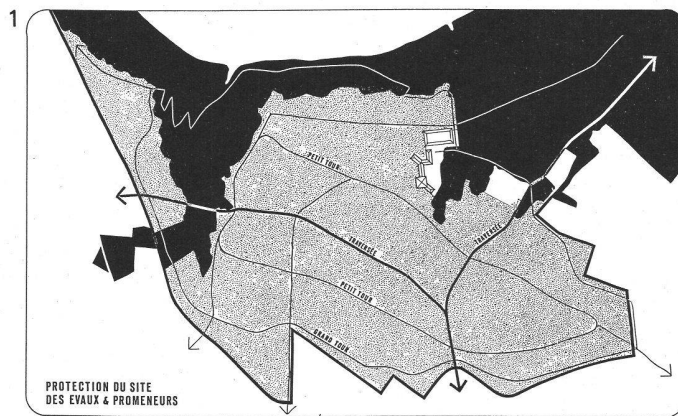 1
PETIT TOUR
TRAVERSÉE
TRAVERSÉE
PETIT TOUR
GRAND TOUR
PROTECTION DU SITE
DES EVAUX & PROMENEURS